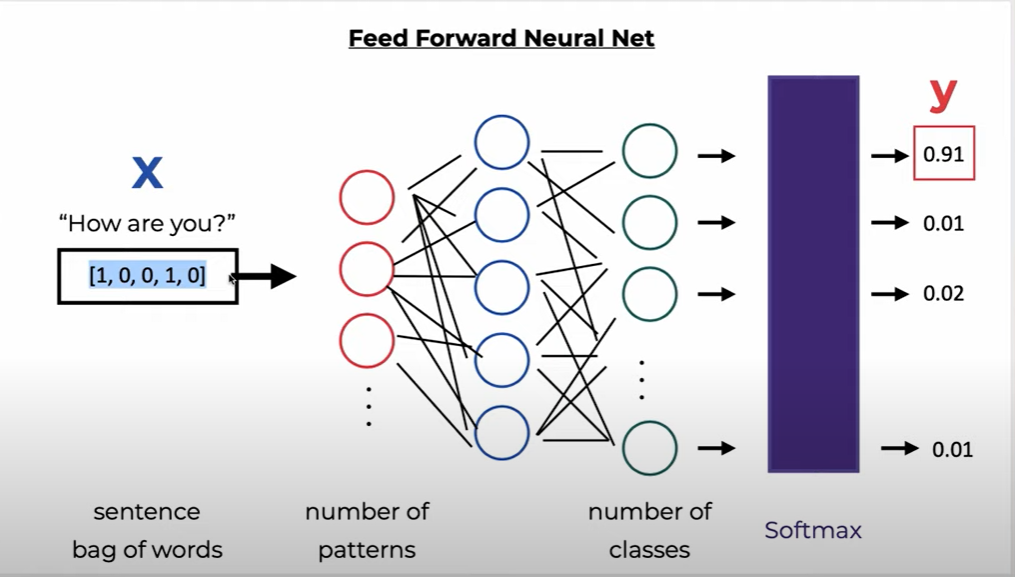 Feed Forward Neural Net
X
“How are you?”
[1, 0, 0, 1, 0]
y
0.91
0.01
0.02
0.01
sentence
bag of words
number of
patterns
number of
classes
Softmax